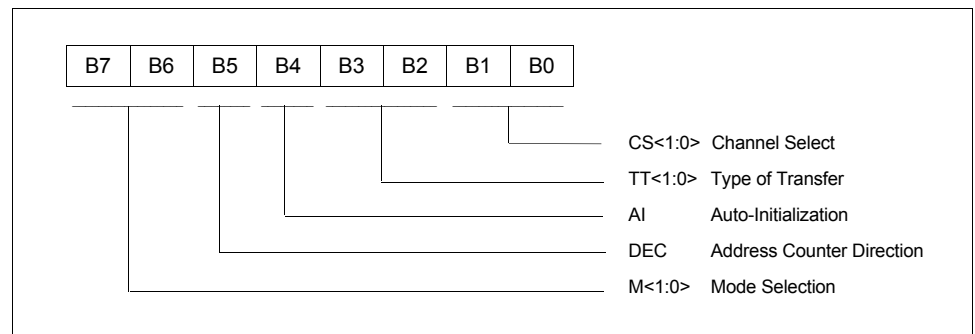 B7 B6 B5 B4 B3 B2 B1 B0
CS<1:0> Channel Select
TT<1:0> Type of Transfer
AI Auto-Initialization
DEC Address Counter Direction
M<1:0> Mode Selection